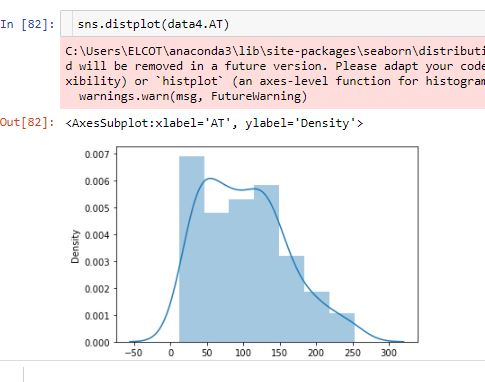 In [82]: sns.distplot(data4.AT)
C:\Users\ELCOT\anaconda3\lib\site-packages\seaborn\distributi
d will be removed in a future version. Please adapt your code
xibility) or `histplot` (an axes-level function for histogram
warnings.warn(msg, FutureWarning)
Out[82]: <AxesSubplot:xlabel='AT', ylabel='Density'>
0.007
0.006
0.005
0.004
0.003
0.002
0.001
0.000
Density
−50 0 50 100 150 200 250 300